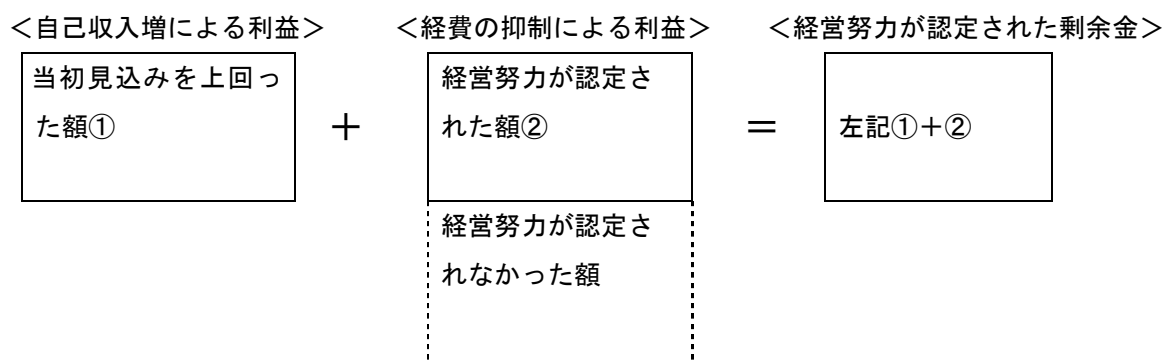 ＜自己収入増による利益＞ ＜経費の抑制による利益＞ ＜経営努力が認定された剰余金＞
当初見込みを上回っ
た額①
＋
経営努力が認定さ
れた額②
＝
左記①＋②
経営努力が認定さ
れなかった額